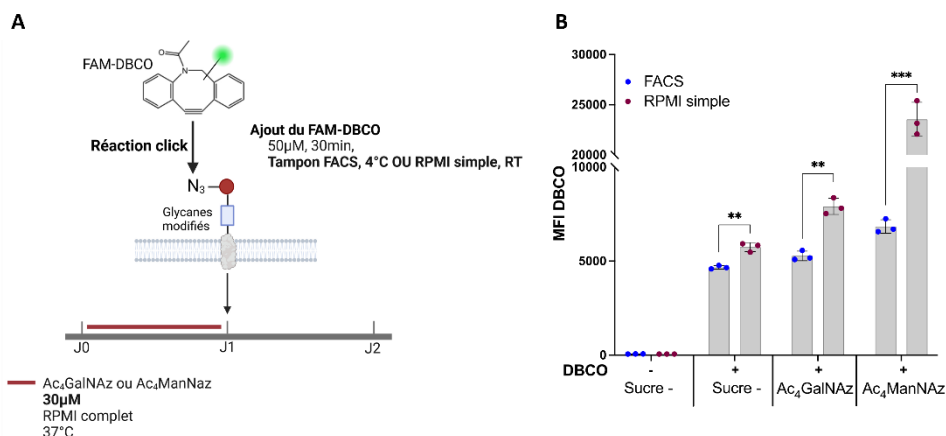 A
FAM-DBCO
O
N
Réaction click
Ajout du FAM-DBCO
50µM, 30min,
Tampon FACS, 4°C OU RPMI simple, RT
N₃
Glycanes
modifiés
J0
J1
J2
Ac₄GalNAz ou Ac₄ManNaz
30µM
RPMI complet
37°C
B
30000
25000
20000
10000
5000
0
MFI DBCO
FACS
RPMI simple
**
**
***
DBCO - + + +
Sucre - Sucre - Ac₄GalNAz Ac₄ManNAz